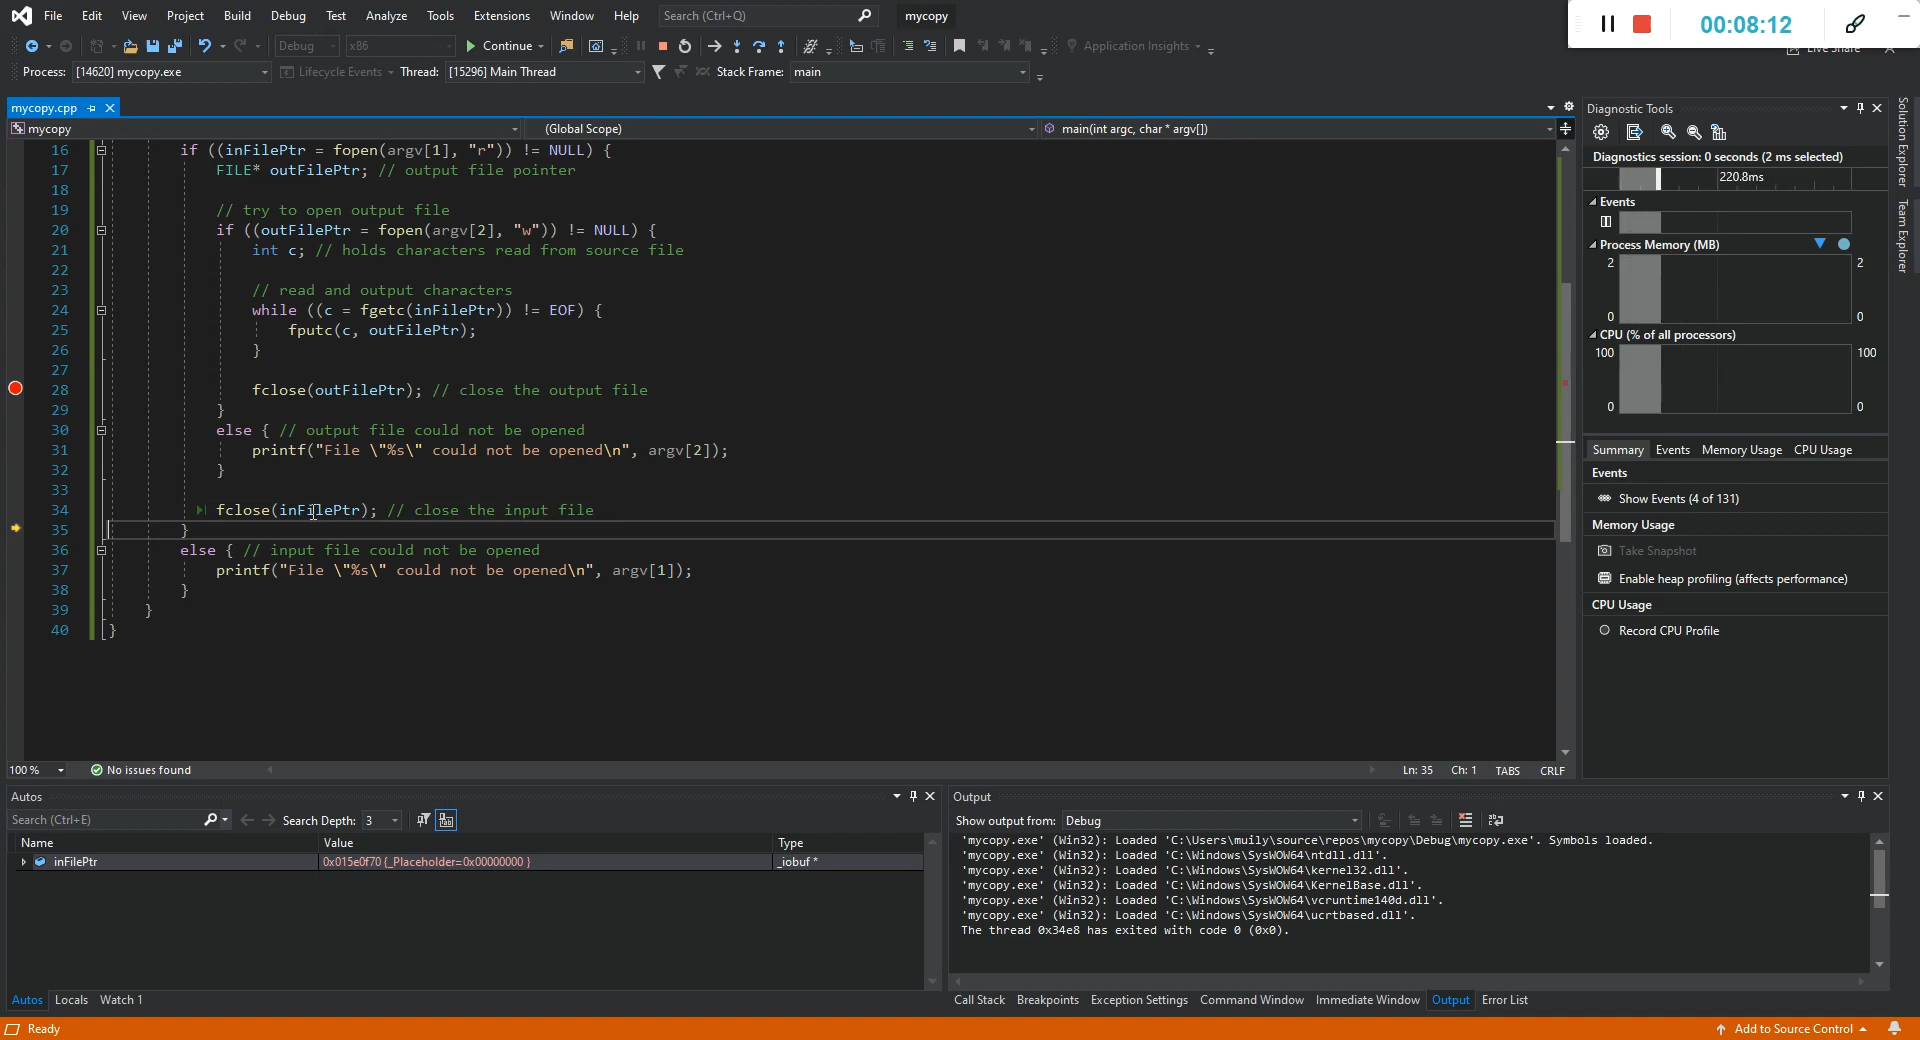 File Edit View Project Build Debug Test Analyze Tools Extensions Window Help Search (Ctrl+Q) mycopy
00:08:12
Debug x86 Continue Application Insights Live Share
Process: [14620] mycopy.exe Lifecycle Events Thread: [15296] Main Thread Stack Frame: main
mycopy.cpp
mycopy (Global Scope) main(int argc, char * argv[])
16 if ((inFilePtr = fopen(argv[1], "r")) != NULL) {
17 FILE* outFilePtr; // output file pointer
18
19 // try to open output file
20 if ((outFilePtr = fopen(argv[2], "w")) != NULL) {
21 int c; // holds characters read from source file
22
23 // read and output characters
24 while ((c = fgetc(inFilePtr)) != EOF) {
25 fputc(c, outFilePtr);
26 }
27
28 fclose(outFilePtr); // close the output file
29 }
30 else { // output file could not be opened
31 printf("File \"%s\" could not be opened\n", argv[2]);
32 }
33
34 fclose(inFilePtr); // close the input file
35 }
36 else { // input file could not be opened
37 printf("File \"%s\" could not be opened\n", argv[1]);
38 }
39 }
40 }
100 % No issues found Ln: 35 Ch: 1 TABS CRLF
Diagnostic Tools
Diagnostics session: 0 seconds (2 ms selected)
220.8ms
Events
Process Memory (MB)
2 2
0 0
CPU (% of all processors)
100 100
0 0
Summary Events Memory Usage CPU Usage
Events
Show Events (4 of 131)
Memory Usage
Take Snapshot
Enable heap profiling (affects performance)
CPU Usage
Record CPU Profile
Solution Explorer
Team Explorer
Autos
Search (Ctrl+E) Search Depth: 3
Name Value Type
inFilePtr 0x015e0f70 {_Placeholder=0x00000000 } _iobuf *
Autos Locals Watch 1
Output
Show output from: Debug
'mycopy.exe' (Win32): Loaded 'C:\Users\muily\source\repos\mycopy\Debug\mycopy.exe'. Symbols loaded.
'mycopy.exe' (Win32): Loaded 'C:\Windows\SysWOW64\ntdll.dll'.
'mycopy.exe' (Win32): Loaded 'C:\Windows\SysWOW64\kernel32.dll'.
'mycopy.exe' (Win32): Loaded 'C:\Windows\SysWOW64\KernelBase.dll'.
'mycopy.exe' (Win32): Loaded 'C:\Windows\SysWOW64\vcruntime140d.dll'.
'mycopy.exe' (Win32): Loaded 'C:\Windows\SysWOW64\ucrtbased.dll'.
The thread 0x34e8 has exited with code 0 (0x0).
Call Stack Breakpoints Exception Settings Command Window Immediate Window Output Error List
Ready Add to Source Control